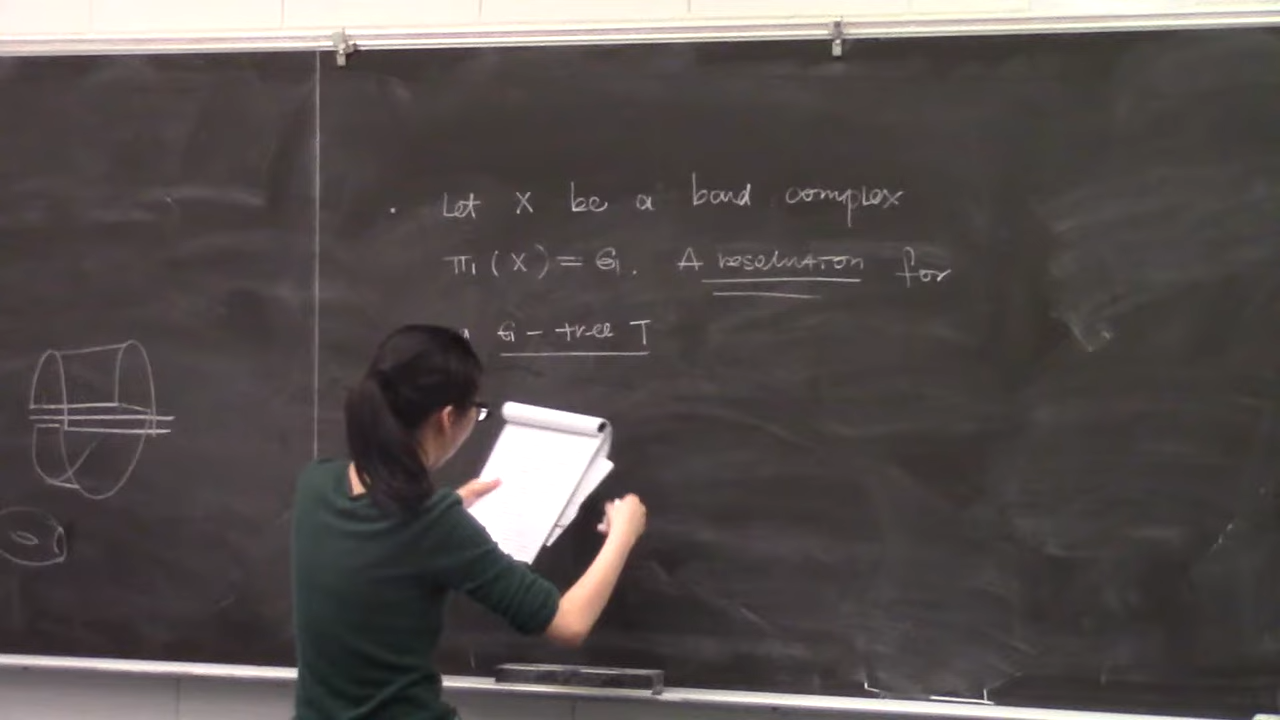 . Let X be a band complex
π₁(X) = G. A resolution for
G - tree T